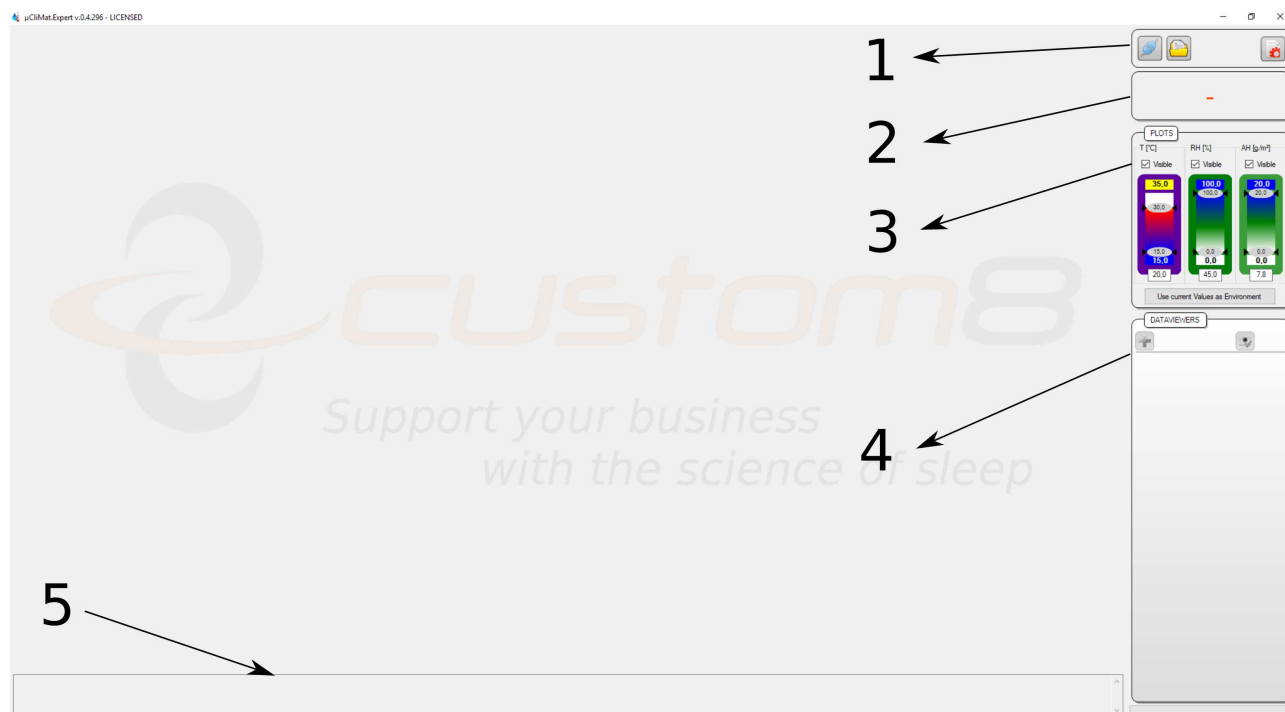 µCliMat.Expert v.0.4.296 - LICENSED
1
2
-
PLOTS
T [°C] RH [%] AH [g/m³]
Visible Visible Visible
35,0 100,0 20,0
30,0 100,0 20,0
3
15,0 0,0 0,0
15,0 0,0 0,0
20,0 45,0 7,8
Use current Values as Environment
custom8
DATAVIEWERS
Support your business
with the science of sleep
4
5